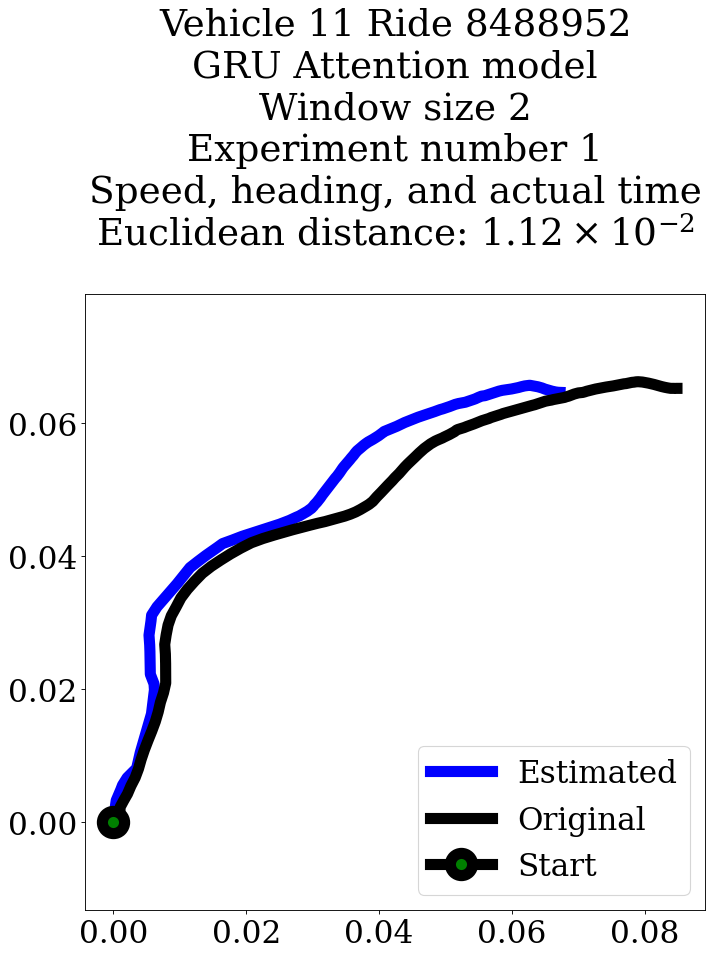 Vehicle 11 Ride 8488952
GRU Attention model
Window size 2
Experiment number 1
Speed, heading, and actual time
Euclidean distance: 1.12 × 10⁻²
0.06
0.04
0.02
0.00
Estimated
Original
Start
0.00 0.02 0.04 0.06 0.08